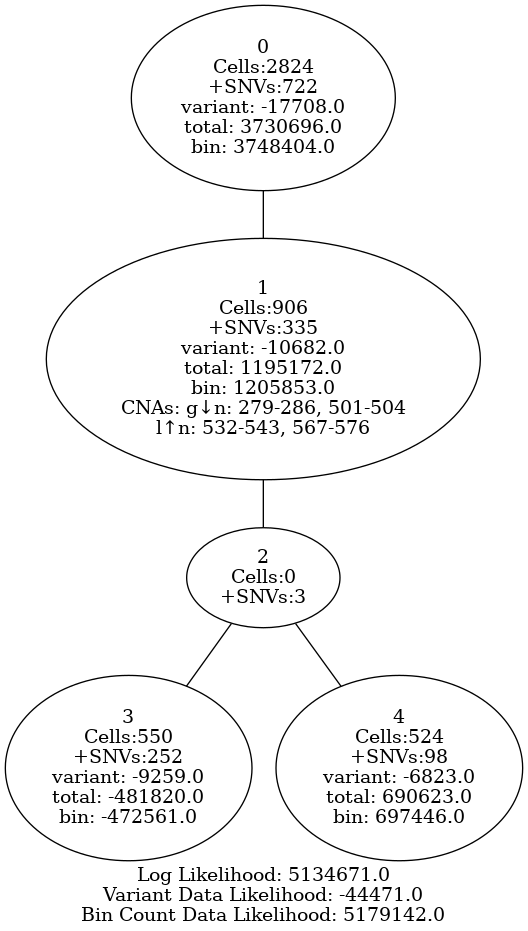 0
Cells:2824
+SNVs:722
variant: -17708.0
total: 3730696.0
bin: 3748404.0
1
Cells:906
+SNVs:335
variant: -10682.0
total: 1195172.0
bin: 1205853.0
CNAs: g↓n: 279-286, 501-504
l↑n: 532-543, 567-576
2
Cells:0
+SNVs:3
3
Cells:550
+SNVs:252
variant: -9259.0
total: -481820.0
bin: -472561.0
4
Cells:524
+SNVs:98
variant: -6823.0
total: 690623.0
bin: 697446.0
Log Likelihood: 5134671.0
Variant Data Likelihood: -44471.0
Bin Count Data Likelihood: 5179142.0